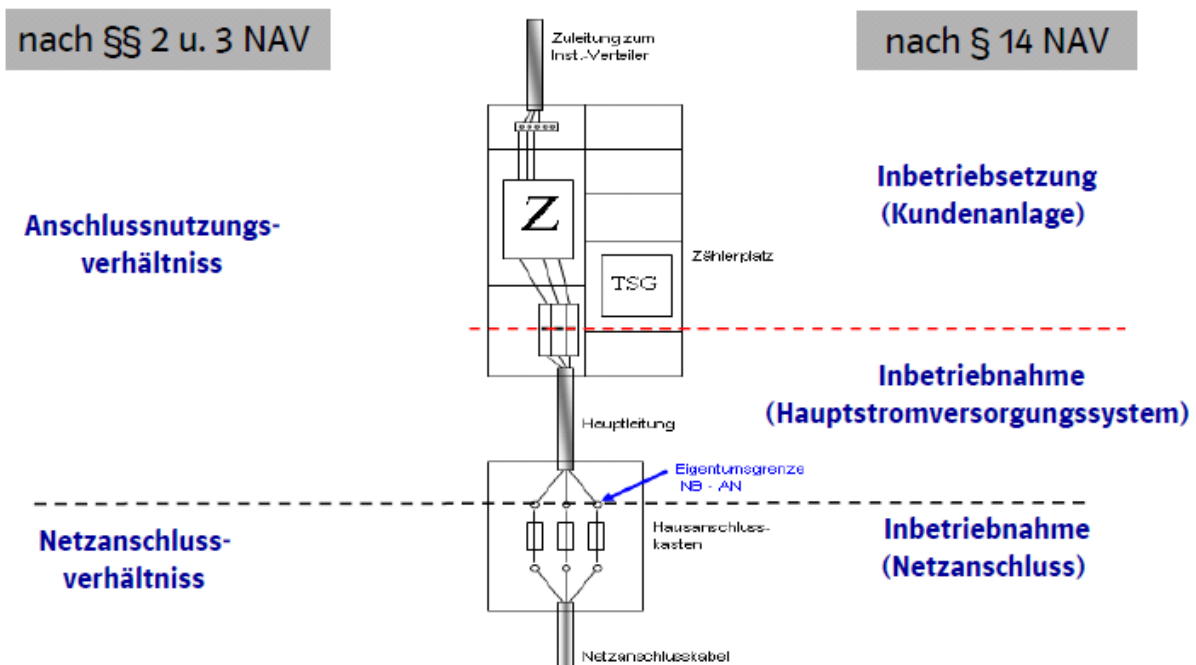 nach §§ 2 u. 3 NAV
Zuleitung zum
Inst.-Verteiler
nach § 14 NAV
Anschlussnutzungs-
verhältniss
Z
TSG
Zählerplatz
Inbetriebsetzung
(Kundenanlage)
Inbetriebnahme
(Hauptstromversorgungssystem)
Hauptleitung
Eigentumsgrenze
NB - AN
Netzanschluss-
verhältniss
Hausanschluss-
kasten
Inbetriebnahme
(Netzanschluss)
Netzanschlusskabel